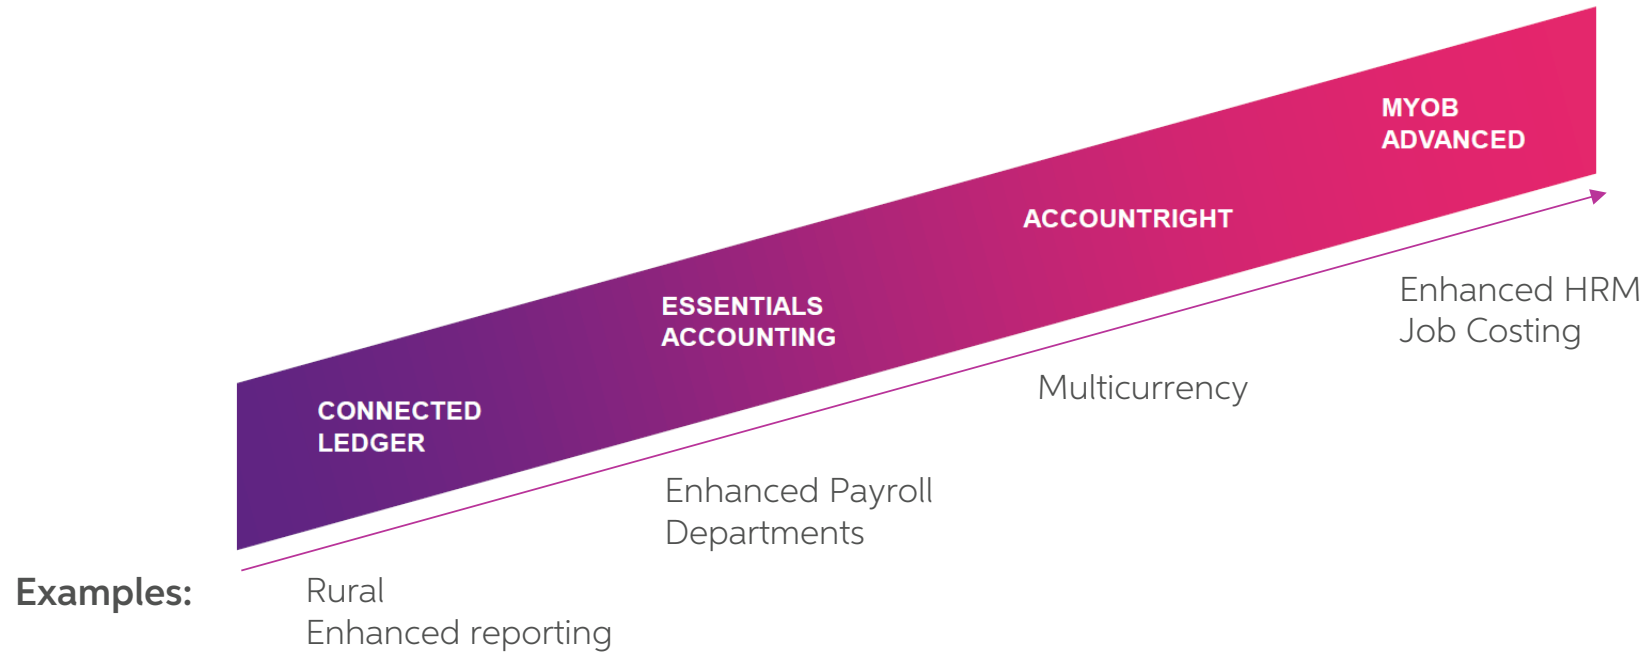 MYOB
ADVANCED
ACCOUNTRIGHT
ESSENTIALS
ACCOUNTING
CONNECTED
LEDGER
Enhanced HRM
Job Costing
Multicurrency
Enhanced Payroll
Departments
Examples:
Rural
Enhanced reporting